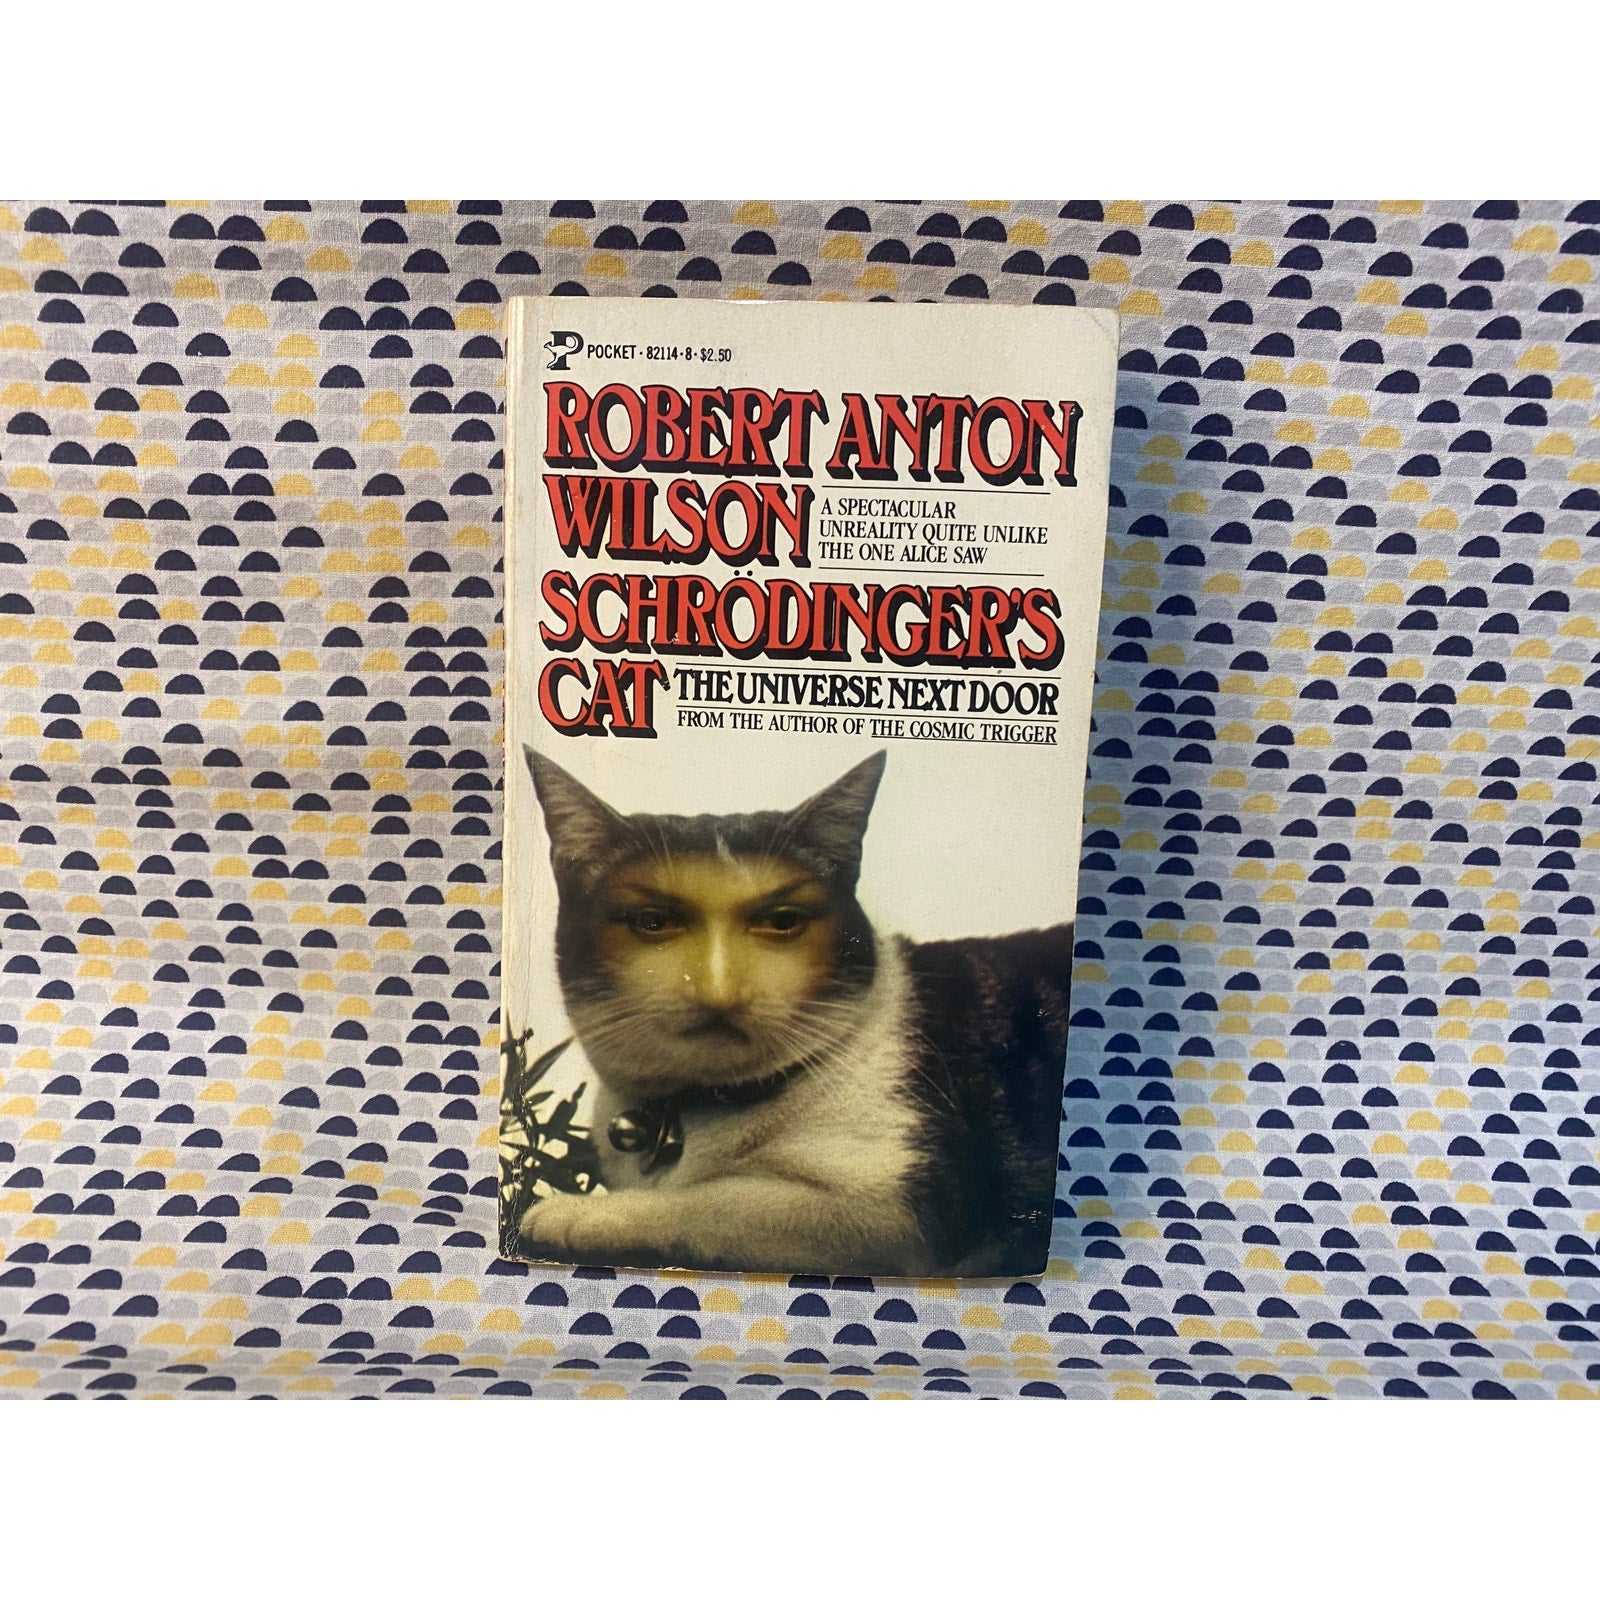 P POCKET • 82114-8 • $2.50
ROBERT ANTON
WILSON
A SPECTACULAR
UNREALITY QUITE UNLIKE
THE ONE ALICE SAW
SCHRÖDINGER'S
CAT
THE UNIVERSE NEXT DOOR
FROM THE AUTHOR OF THE COSMIC TRIGGER